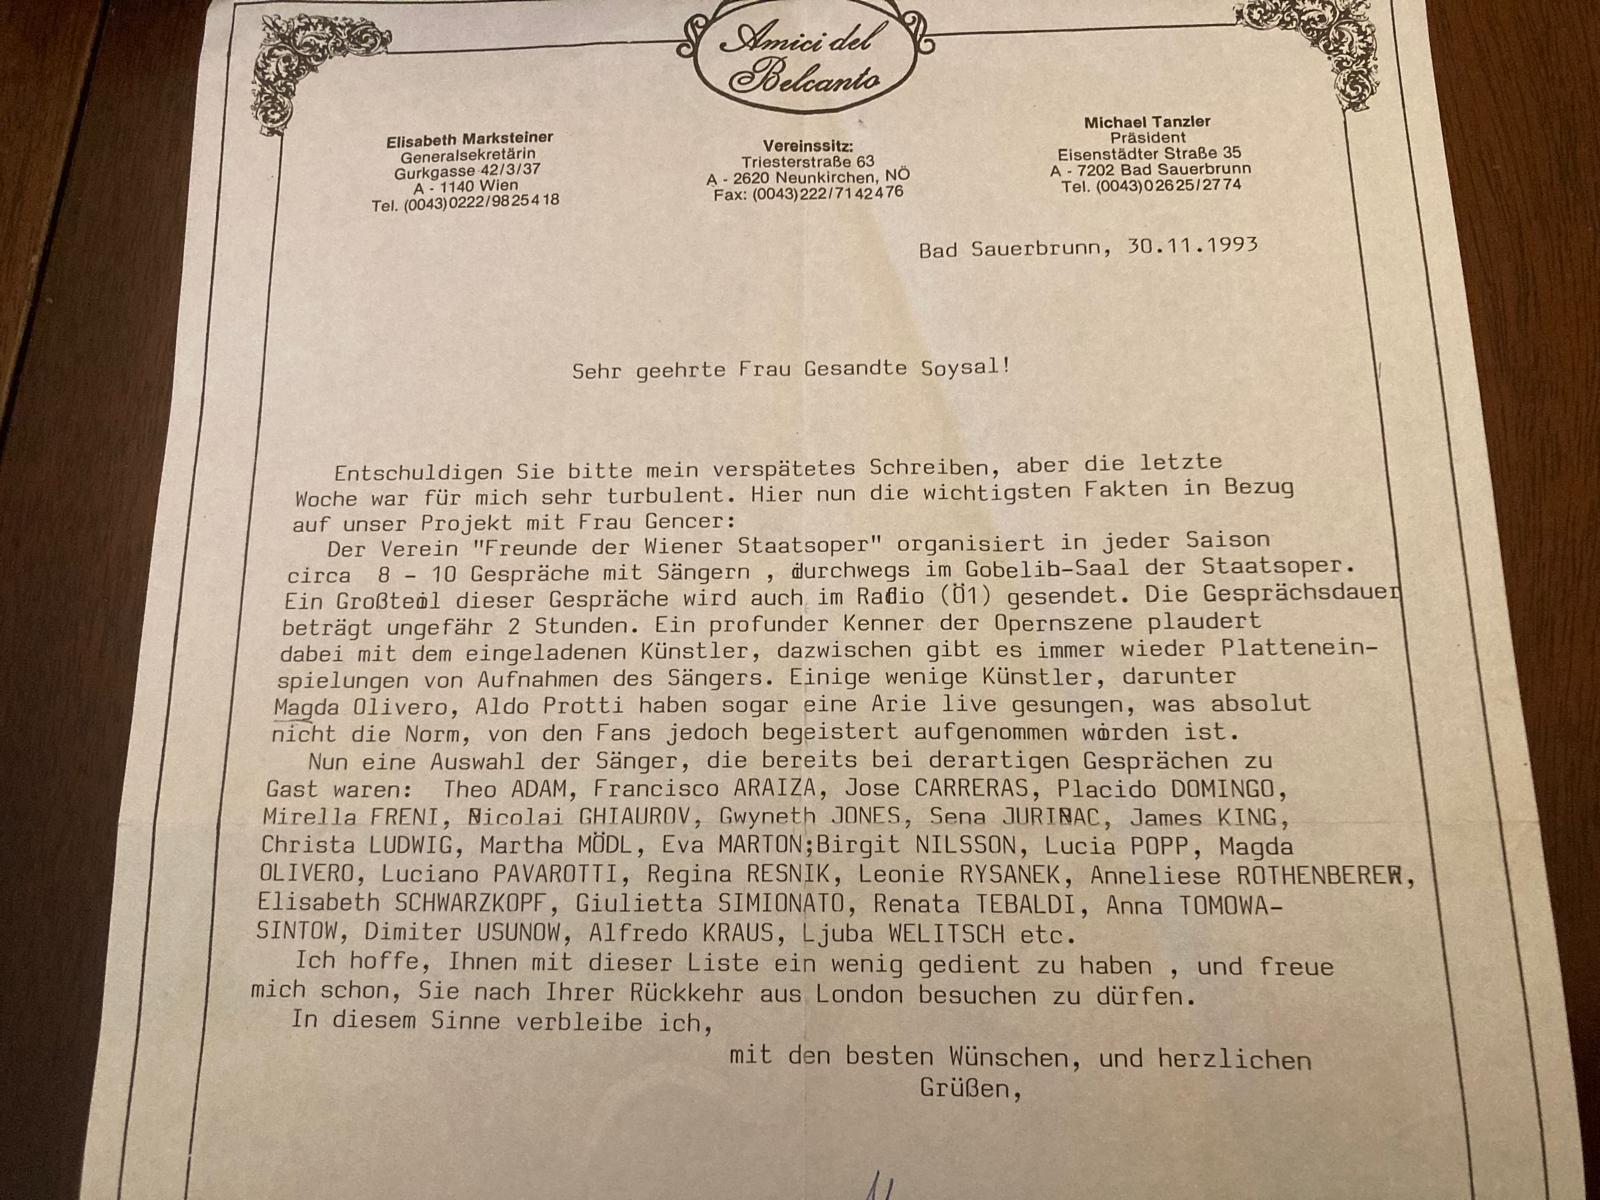 Amici del
Belcanto
Elisabeth Marksteiner
Generalsekretärin
Gurkgasse 42/3/37
A - 1140 Wien
Tel. (0043)0222/9825418
Vereinssitz:
Triesterstraße 63
A - 2620 Neunkirchen, NÖ
Fax: (0043)222/7142476
Michael Tanzler
Präsident
Eisenstädter Straße 35
A - 7202 Bad Sauerbrunn
Tel. (0043)02625/2774
Bad Sauerbrunn, 30.11.1993
Sehr geehrte Frau Gesandte Soysal!
Entschuldigen Sie bitte mein verspätetes Schreiben, aber die letzte
Woche war für mich sehr turbulent. Hier nun die wichtigsten Fakten in Bezug
auf unser Projekt mit Frau Gencer:
Der Verein "Freunde der Wiener Staatsoper" organisiert in jeder Saison
circa 8 - 10 Gespräche mit Sängern , durchwegs im Gobelib-Saal der Staatsoper.
Ein Großteil dieser Gespräche wird auch im Radio (Ö1) gesendet. Die Gesprächsdauer
beträgt ungefähr 2 Stunden. Ein profunder Kenner der Opernszene plaudert
dabei mit dem eingeladenen Künstler, dazwischen gibt es immer wieder Plattenein-
spielungen von Aufnahmen des Sängers. Einige wenige Künstler, darunter
Magda Olivero, Aldo Protti haben sogar eine Arie live gesungen, was absolut
nicht die Norm, von den Fans jedoch begeistert aufgenommen worden ist.
Nun eine Auswahl der Sänger, die bereits bei derartigen Gesprächen zu
Gast waren: Theo ADAM, Francisco ARAIZA, Jose CARRERAS, Placido DOMINGO,
Mirella FRENI, Nicolai GHIAUROV, Gwyneth JONES, Sena JURINAC, James KING,
Christa LUDWIG, Martha MÖDL, Eva MARTON;Birgit NILSSON, Lucia POPP, Magda
OLIVERO, Luciano PAVAROTTI, Regina RESNIK, Leonie RYSANEK, Anneliese ROTHENBERER,
Elisabeth SCHWARZKOPF, Giulietta SIMIONATO, Renata TEBALDI, Anna TOMOWA-
SINTOW, Dimiter USUNOW, Alfredo KRAUS, Ljuba WELITSCH etc.
Ich hoffe, Ihnen mit dieser Liste ein wenig gedient zu haben , und freue
mich schon, Sie nach Ihrer Rückkehr aus London besuchen zu dürfen.
In diesem Sinne verbleibe ich,
mit den besten Wünschen, und herzlichen
Grüßen,